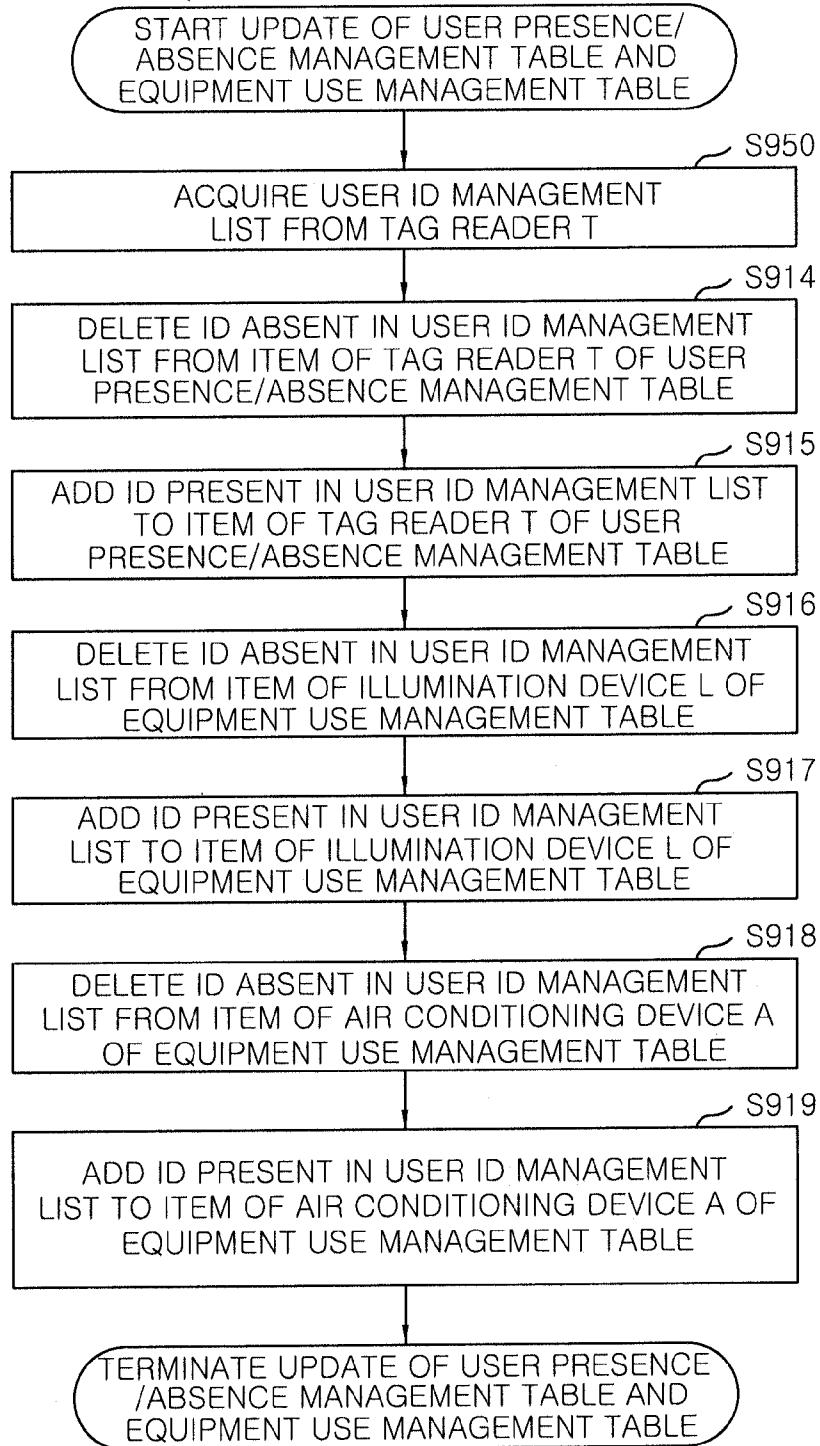 START UPDATE OF USER PRESENCE/
ABSENCE MANAGEMENT TABLE AND
EQUIPMENT USE MANAGEMENT TABLE
S950
ACQUIRE USER ID MANAGEMENT
LIST FROM TAG READER T
S914
DELETE ID ABSENT IN USER ID MANAGEMENT
LIST FROM ITEM OF TAG READER T OF USER
PRESENCE/ABSENCE MANAGEMENT TABLE
S915
ADD ID PRESENT IN USER ID MANAGEMENT LIST
TO ITEM OF TAG READER T OF USER
PRESENCE/ABSENCE MANAGEMENT TABLE
S916
DELETE ID ABSENT IN USER ID MANAGEMENT
LIST FROM ITEM OF ILLUMINATION DEVICE L OF
EQUIPMENT USE MANAGEMENT TABLE
S917
ADD ID PRESENT IN USER ID MANAGEMENT
LIST TO ITEM OF ILLUMINATION DEVICE L OF
EQUIPMENT USE MANAGEMENT TABLE
S918
DELETE ID ABSENT IN USER ID MANAGEMENT
LIST FROM ITEM OF AIR CONDITIONING DEVICE A
OF EQUIPMENT USE MANAGEMENT TABLE
S919
ADD ID PRESENT IN USER ID MANAGEMENT
LIST TO ITEM OF AIR CONDITIONING DEVICE A OF
EQUIPMENT USE MANAGEMENT TABLE
TERMINATE UPDATE OF USER PRESENCE
/ABSENCE MANAGEMENT TABLE AND
EQUIPMENT USE MANAGEMENT TABLE